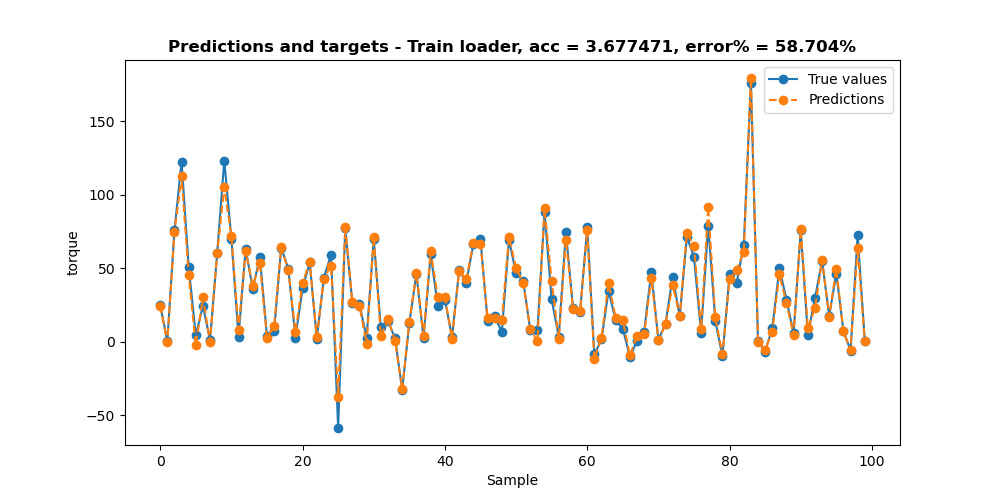 Predictions and targets - Train loader, acc = 3.677471, error% = 58.704%
True values
Predictions
torque
150
100
50
0
−50
0 20 40 60 80 100
Sample